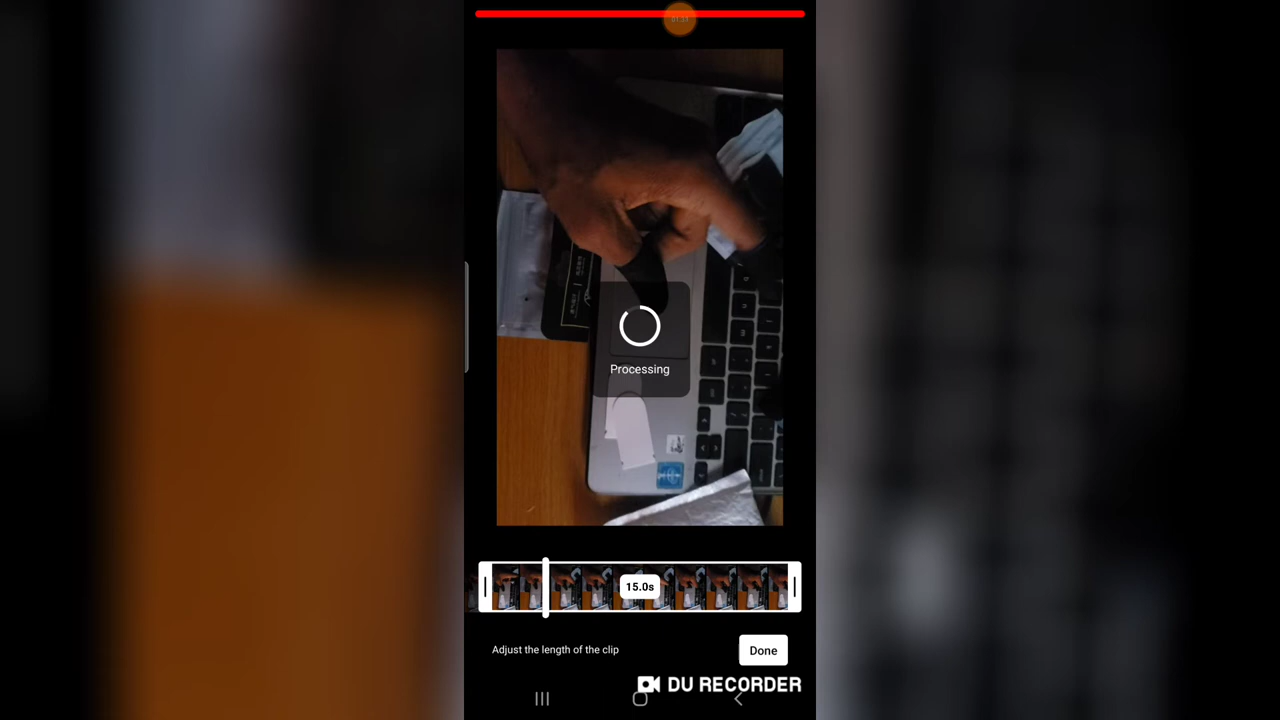 Processing
15.0s
Adjust the length of the clip
Done
DU RECORDER